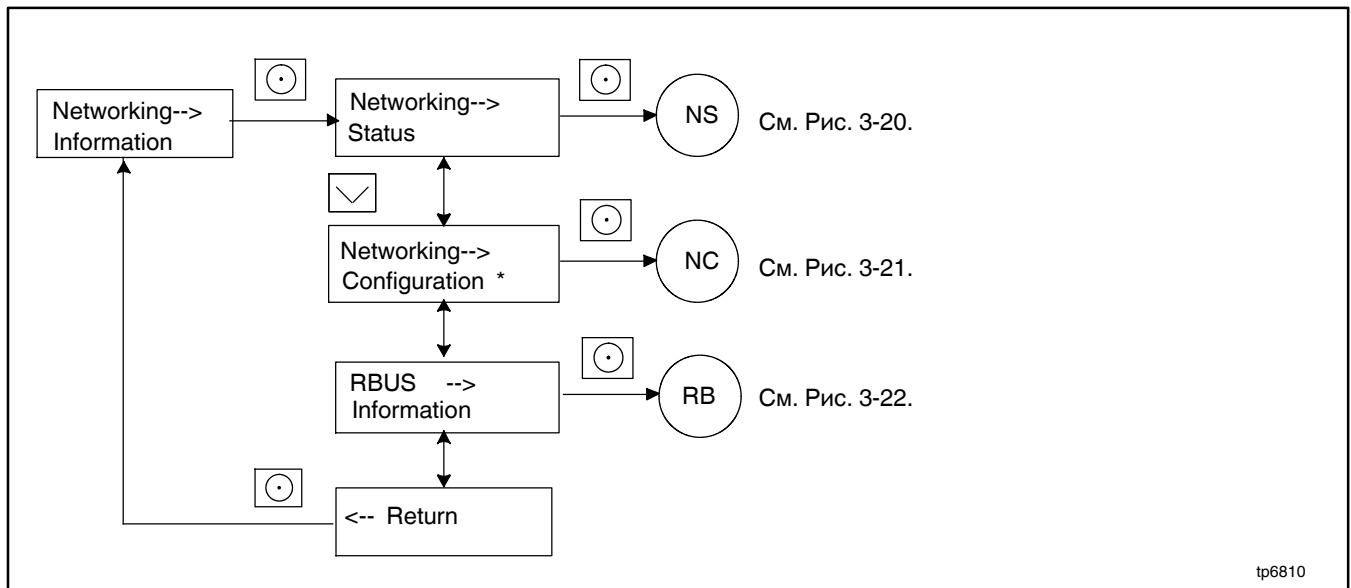 Networking-->
Information
Networking-->
Status
NS
См. Рис. 3-20.
Networking-->
Configuration *
NC
См. Рис. 3-21.
RBUS -->
Information
RB
См. Рис. 3-22.
<-- Return
tp6810